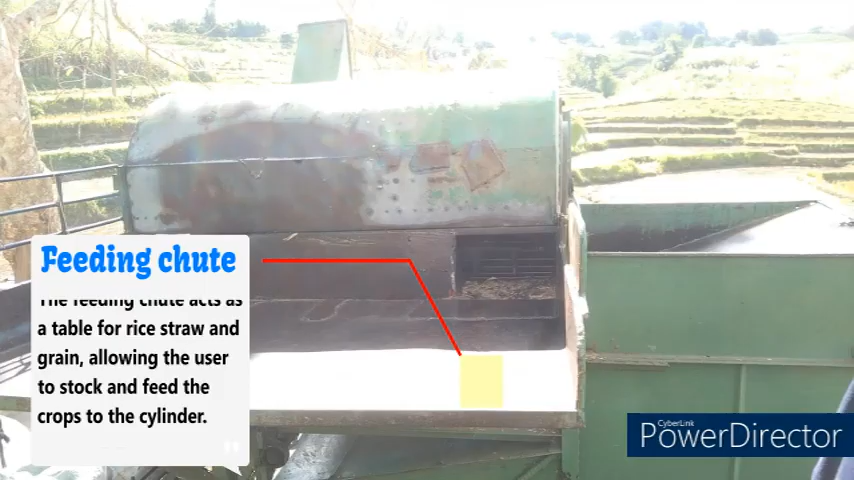 Feeding chute
The feeding chute acts as
a table for rice straw and
grain, allowing the user
to stock and feed the
crops to the cylinder.
CyberLink
PowerDirector